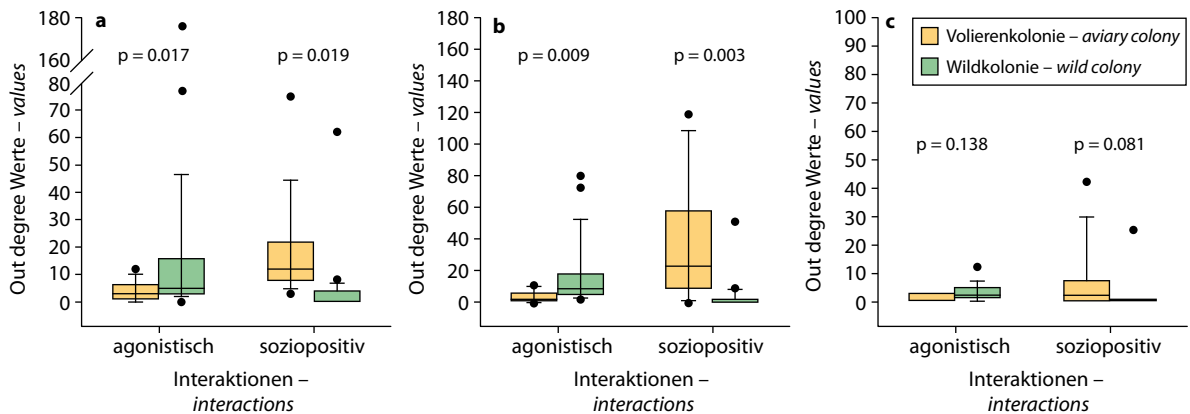 a
Out degree Werte – values
180
160
80
70
60
50
40
30
20
10
0
p = 0.017
p = 0.019
agonistisch
soziopositiv
Interaktionen –
interactions
b
Out degree Werte – values
180
160
140
120
100
80
60
40
20
0
p = 0.009
p = 0.003
agonistisch
soziopositiv
Interaktionen –
interactions
c
Out degree Werte – values
100
90
80
70
60
50
40
30
20
10
0
Volierenkolonie – aviary colony
Wildkolonie – wild colony
p = 0.138
p = 0.081
agonistisch
soziopositiv
Interaktionen –
interactions